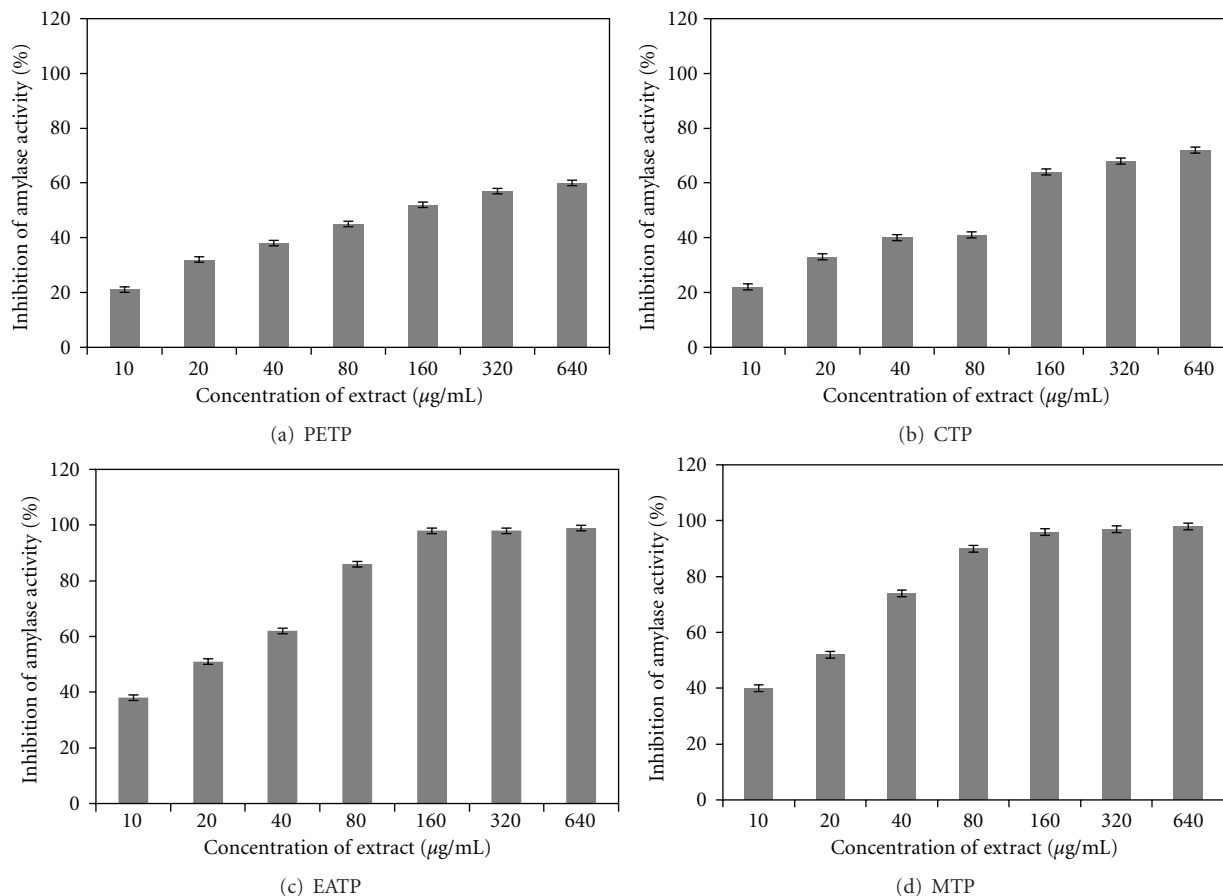 120
100
80
60
40
20
0
Inhibition of amylase activity (%)
10 20 40 80 160 320 640
Concentration of extract (µg/mL)
(a) PETP
120
100
80
60
40
20
0
Inhibition of amylase activity (%)
10 20 40 80 160 320 640
Concentration of extract (µg/mL)
(b) CTP
120
100
80
60
40
20
0
Inhibition of amylase activity (%)
10 20 40 80 160 320 640
Concentration of extract (µg/mL)
(c) EATP
120
100
80
60
40
20
0
Inhibition of amylase activity (%)
10 20 40 80 160 320 640
Concentration of extract (µg/mL)
(d) MTP